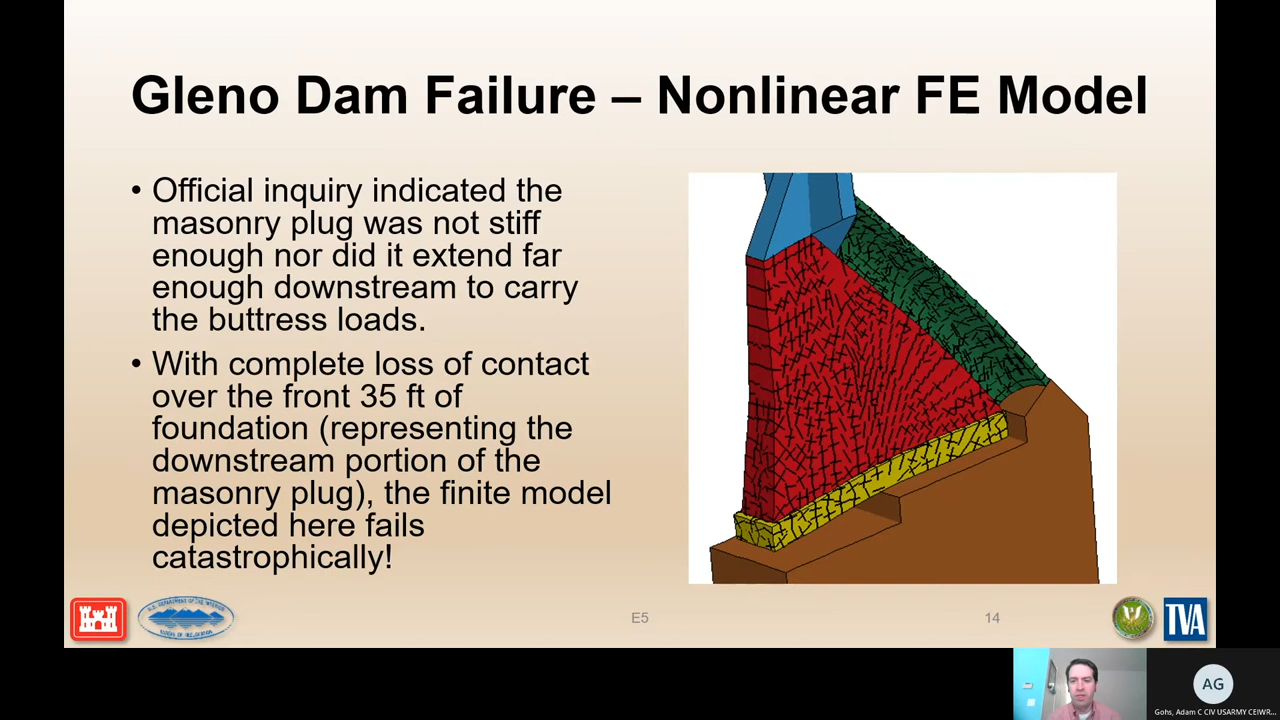 Gleno Dam Failure – Nonlinear FE Model
• Official inquiry indicated the
masonry plug was not stiff
enough nor did it extend far
enough downstream to carry
the buttress loads.
• With complete loss of contact
over the front 35 ft of
foundation (representing the
downstream portion of the
masonry plug), the finite model
depicted here fails
catastrophically!
E5
14
TVA
AG
Gohs, Adam C CIV USARMY CEIWR...